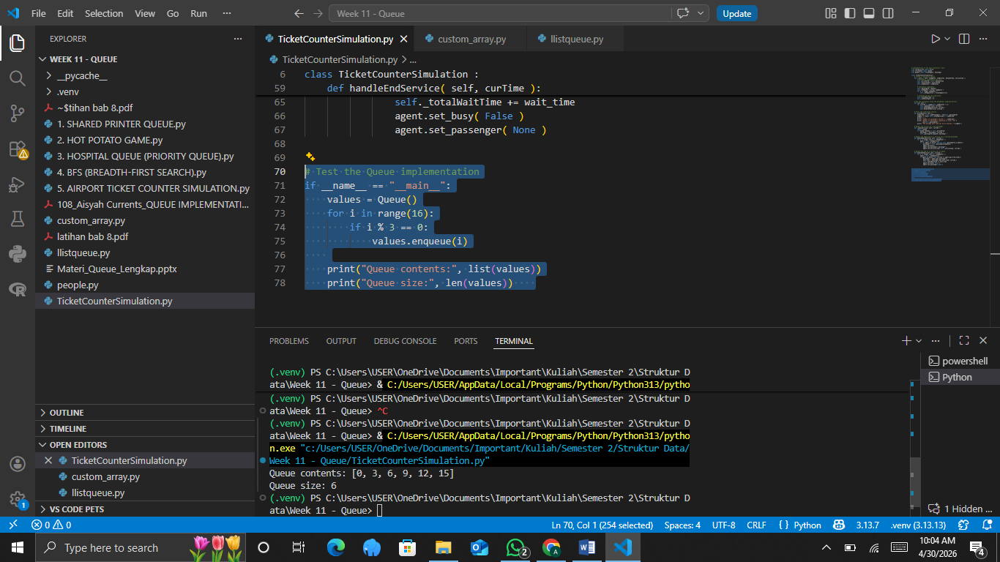 File Edit Selection View Go Run ···
Week 11 - Queue
Update
EXPLORER
WEEK 11 - QUEUE
__pycache__
.venv
~$tihan bab 8.pdf
1. SHARED PRINTER QUEUE.py
2. HOT POTATO GAME.py
3. HOSPITAL QUEUE (PRIORITY QUEUE).py
4. BFS (BREADTH-FIRST SEARCH).py
5. AIRPORT TICKET COUNTER SIMULATION.py
108_Aisyah Currents_QUEUE IMPLEMENTATI...
custom_array.py
latihan bab 8.pdf
llistqueue.py
Materi_Queue_Lengkap.pptx
people.py
TicketCounterSimulation.py
OUTLINE
TIMELINE
OPEN EDITORS
TicketCounterSimulation.py
custom_array.py
llistqueue.py
VS CODE PETS
TicketCounterSimulation.py custom_array.py llistqueue.py
TicketCounterSimulation.py > ...
6 class TicketCounterSimulation :
59 def handleEndService( self, curTime ):
65 self._totalWaitTime += wait_time
66 agent.set_busy( False )
67 agent.set_passenger( None )
68
69
70 # Test the Queue implementation
71 if __name__ == "__main__":
72 values = Queue()
73 for i in range(16):
74 if i % 3 == 0:
75 values.enqueue(i)
76
77 print("Queue contents:", list(values))
78 print("Queue size:", len(values))
PROBLEMS OUTPUT DEBUG CONSOLE PORTS TERMINAL
(.venv) PS C:\Users\USER\OneDrive\Documents\Important\Kuliah\Semester 2\Struktur D
ata\Week 11 - Queue> & C:/Users/USER/AppData/Local/Programs/Python/Python313/pytho
(.venv) PS C:\Users\USER\OneDrive\Documents\Important\Kuliah\Semester 2\Struktur D
ata\Week 11 - Queue> ^C
(.venv) PS C:\Users\USER\OneDrive\Documents\Important\Kuliah\Semester 2\Struktur D
ata\Week 11 - Queue> & C:/Users/USER/AppData/Local/Programs/Python/Python313/pytho
n.exe "c:/Users/USER/OneDrive/Documents/Important/Kuliah/Semester 2/Struktur Data/
Week 11 - Queue/TicketCounterSimulation.py"
Queue contents: [0, 3, 6, 9, 12, 15]
Queue size: 6
(.venv) PS C:\Users\USER\OneDrive\Documents\Important\Kuliah\Semester 2\Struktur D
ata\Week 11 - Queue>
powershell
Python
1 Hidden ...
1
0 0
Ln 70, Col 1 (254 selected) Spaces: 4 UTF-8 CRLF { } Python 3.13.7 .venv (3.13.13)
Type here to search
2
10:04 AM
4/30/2026
4